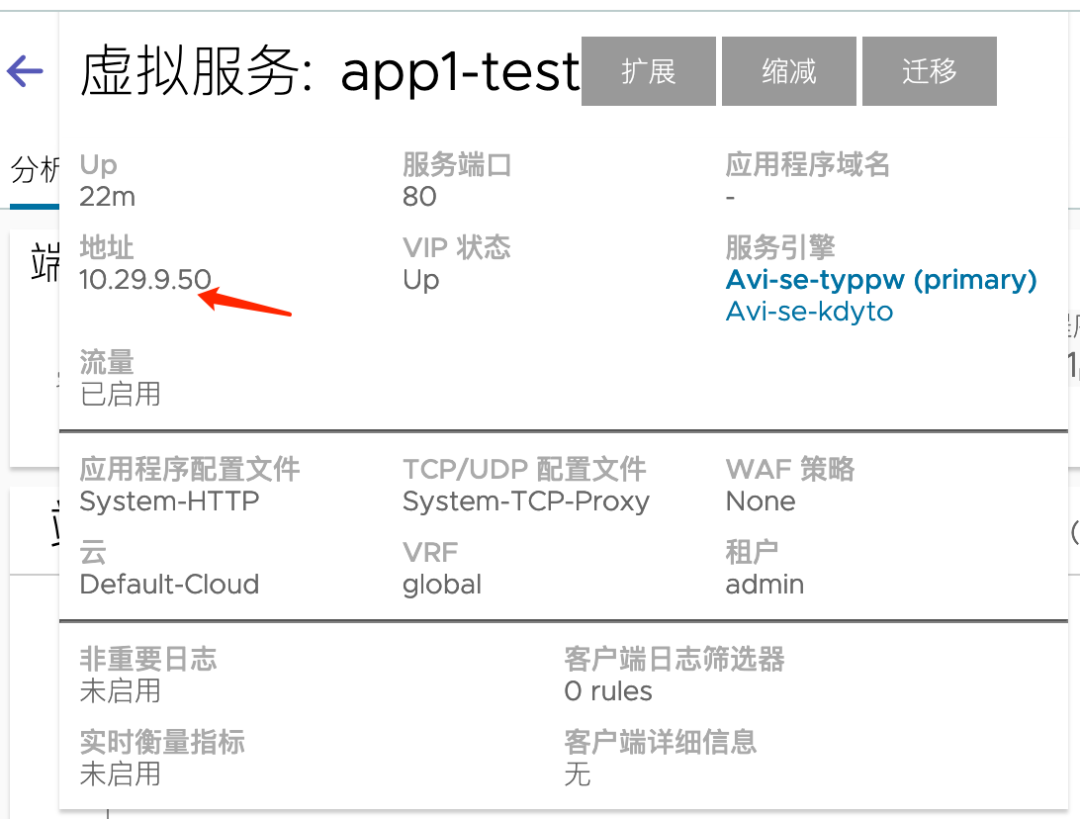 虚拟服务: app1-test 扩展 缩减 迁移
分析
Up 服务端口 应用程序域名
22m 80 -
端
地址 VIP 状态 服务引擎
10.29.9.50 Up Avi-se-typpw (primary)
Avi-se-kdyto
流量
已启用
应用程序配置文件 TCP/UDP 配置文件 WAF 策略
System-HTTP System-TCP-Proxy None
云 VRF 租户
Default-Cloud global admin
非重要日志 客户端日志筛选器
未启用 0 rules
实时衡量指标 客户端详细信息
未启用 无